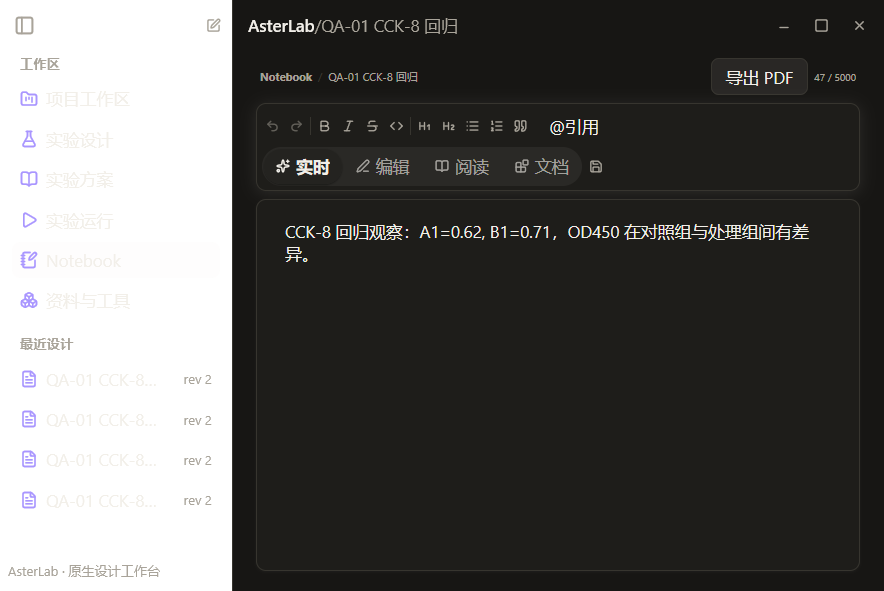 AsterLab/QA-01 CCK-8 回归
工作区
项目工作区
实验设计
实验方案
实验运行
Notebook
资料与工具
最近设计
QA-01 CCK-8... rev 2
QA-01 CCK-8... rev 2
QA-01 CCK-8... rev 2
QA-01 CCK-8... rev 2
AsterLab · 原生设计工作台
Notebook / QA-01 CCK-8 回归
导出 PDF 47 / 5000
B I S <> H1 H2 @引用
实时 编辑 阅读 文档
CCK-8 回归观察：A1=0.62, B1=0.71，OD450 在对照组与处理组间有差
异。